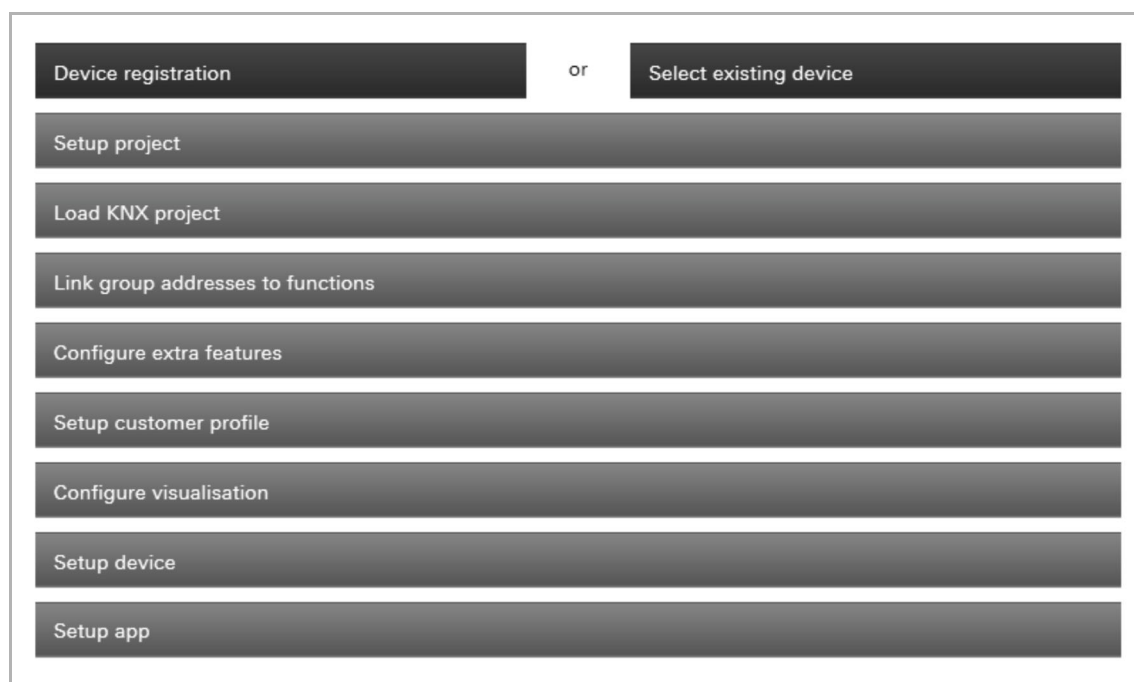 Device registration or Select existing device
Setup project
Load KNX project
Link group addresses to functions
Configure extra features
Setup customer profile
Configure visualisation
Setup device
Setup app